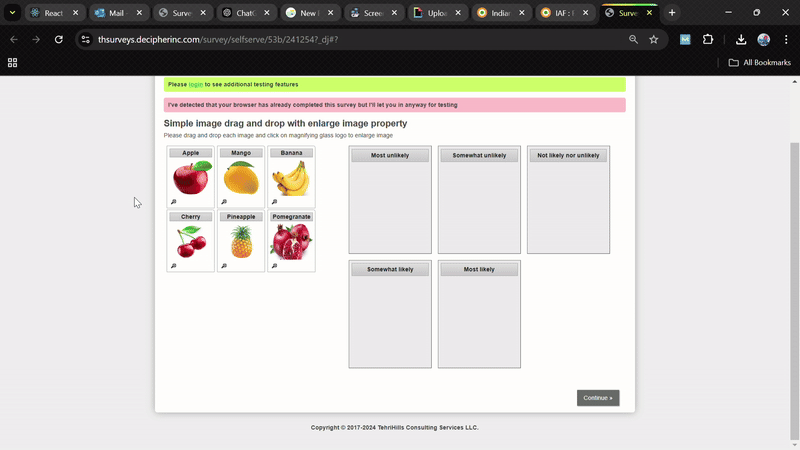 React
Mail -
Surve
ChatG
New I
Scree
Uploa
Indian
IAF : I
Surve
thsurveys.decipherinc.com/survey/selfserve/53b/241254?_dj#?
All Bookmarks
Please login to see additional testing features
I've detected that your browser has already completed this survey but I'll let you in anyway for testing
Simple image drag and drop with enlarge image property
Please drag and drop each image and click on magnifying glass logo to enlarge image
Apple Mango Banana
Most unlikely Somewhat unlikely Not likely nor unlikely
Cherry Pineapple Pomegranate
Somewhat likely Most likely
Continue »
Copyright © 2017-2024 TehriHills Consulting Services LLC.